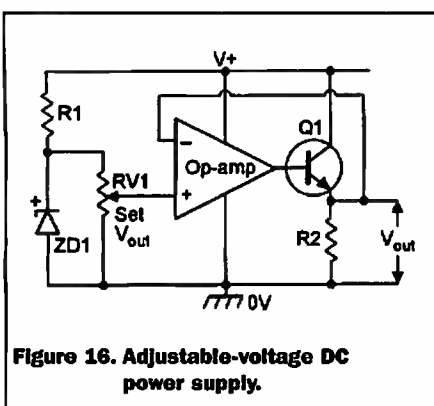 V+
R1
Q1
–
Op-amp
RV1
+
Set
Vout
+
ZD1
R2
Vout
0V
Figure 16. Adjustable-voltage DC
power supply.